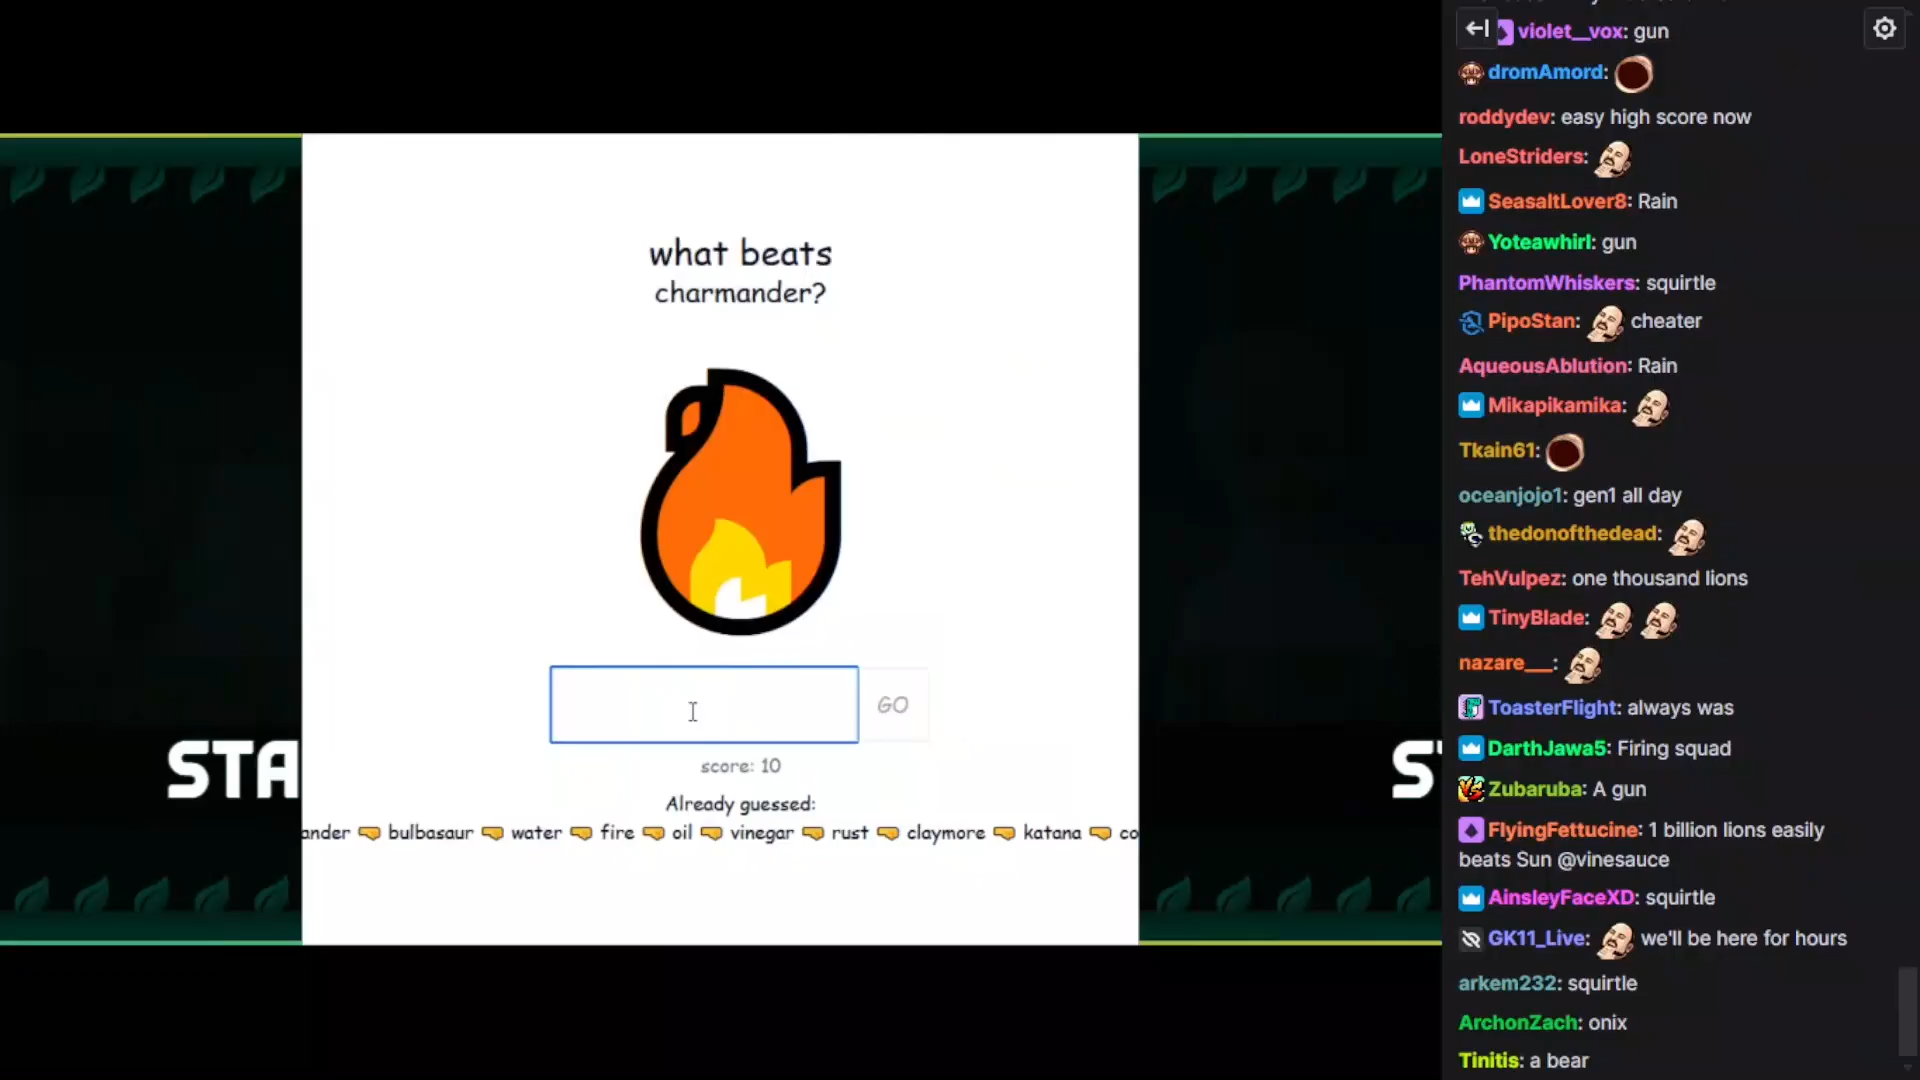 what beats
charmander?
GO
score: 10
Already guessed:
ander bulbasaur water fire oil vinegar rust claymore katana co
STA
S
violet__vox: gun
dromAmord:
roddydev: easy high score now
LoneStriders:
SeasaltLover8: Rain
Yoteawhirl: gun
PhantomWhiskers: squirtle
PipoStan: cheater
AqueousAblution: Rain
Mikapikamika:
Tkain61:
oceanjojo1: gen1 all day
thedonofthedead:
TehVulpez: one thousand lions
TinyBlade:
nazare__:
ToasterFlight: always was
DarthJawa5: Firing squad
Zubaruba: A gun
FlyingFettucine: 1 billion lions easily
beats Sun @vinesauce
AinsleyFaceXD: squirtle
GK11_Live: we'll be here for hours
arkem232: squirtle
ArchonZach: onix
Tinitis: a bear